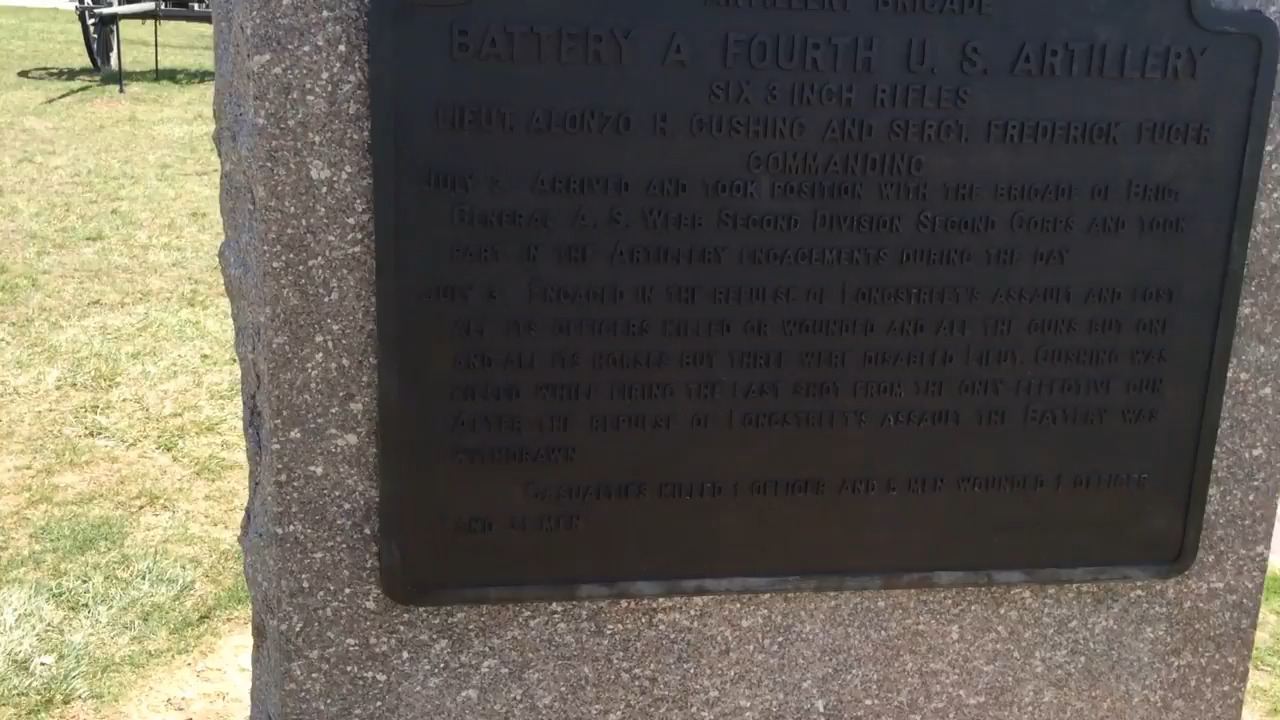 ARTILLERY BRIGADE
BATTERY A FOURTH U. S. ARTILLERY
SIX 3 INCH RIFLES
LIEUT. ALONZO H. CUSHING AND SERGT. FREDERICK FUGER
COMMANDING
JULY 2. ARRIVED AND TOOK POSITION WITH THE BRIGADE OF BRIG.
GENERAL A. S. WEBB SECOND DIVISION SECOND CORPS AND TOOK
PART IN THE ARTILLERY ENGAGEMENTS DURING THE DAY
JULY 3. ENGAGED IN THE REPULSE OF LONGSTREET'S ASSAULT AND LOST
ALL ITS OFFICERS KILLED OR WOUNDED AND ALL THE GUNS BUT ONE
AND ALL ITS HORSES BUT THREE WERE DISABLED LIEUT. CUSHING WAS
KILLED WHILE FIRING THE LAST SHOT FROM THE ONLY EFFECTIVE GUN
AFTER THE REPULSE OF LONGSTREET'S ASSAULT THE BATTERY WAS
WITHDRAWN
CASUALTIES KILLED 1 OFFICER AND 5 MEN WOUNDED 1 OFFICER
AND MEN